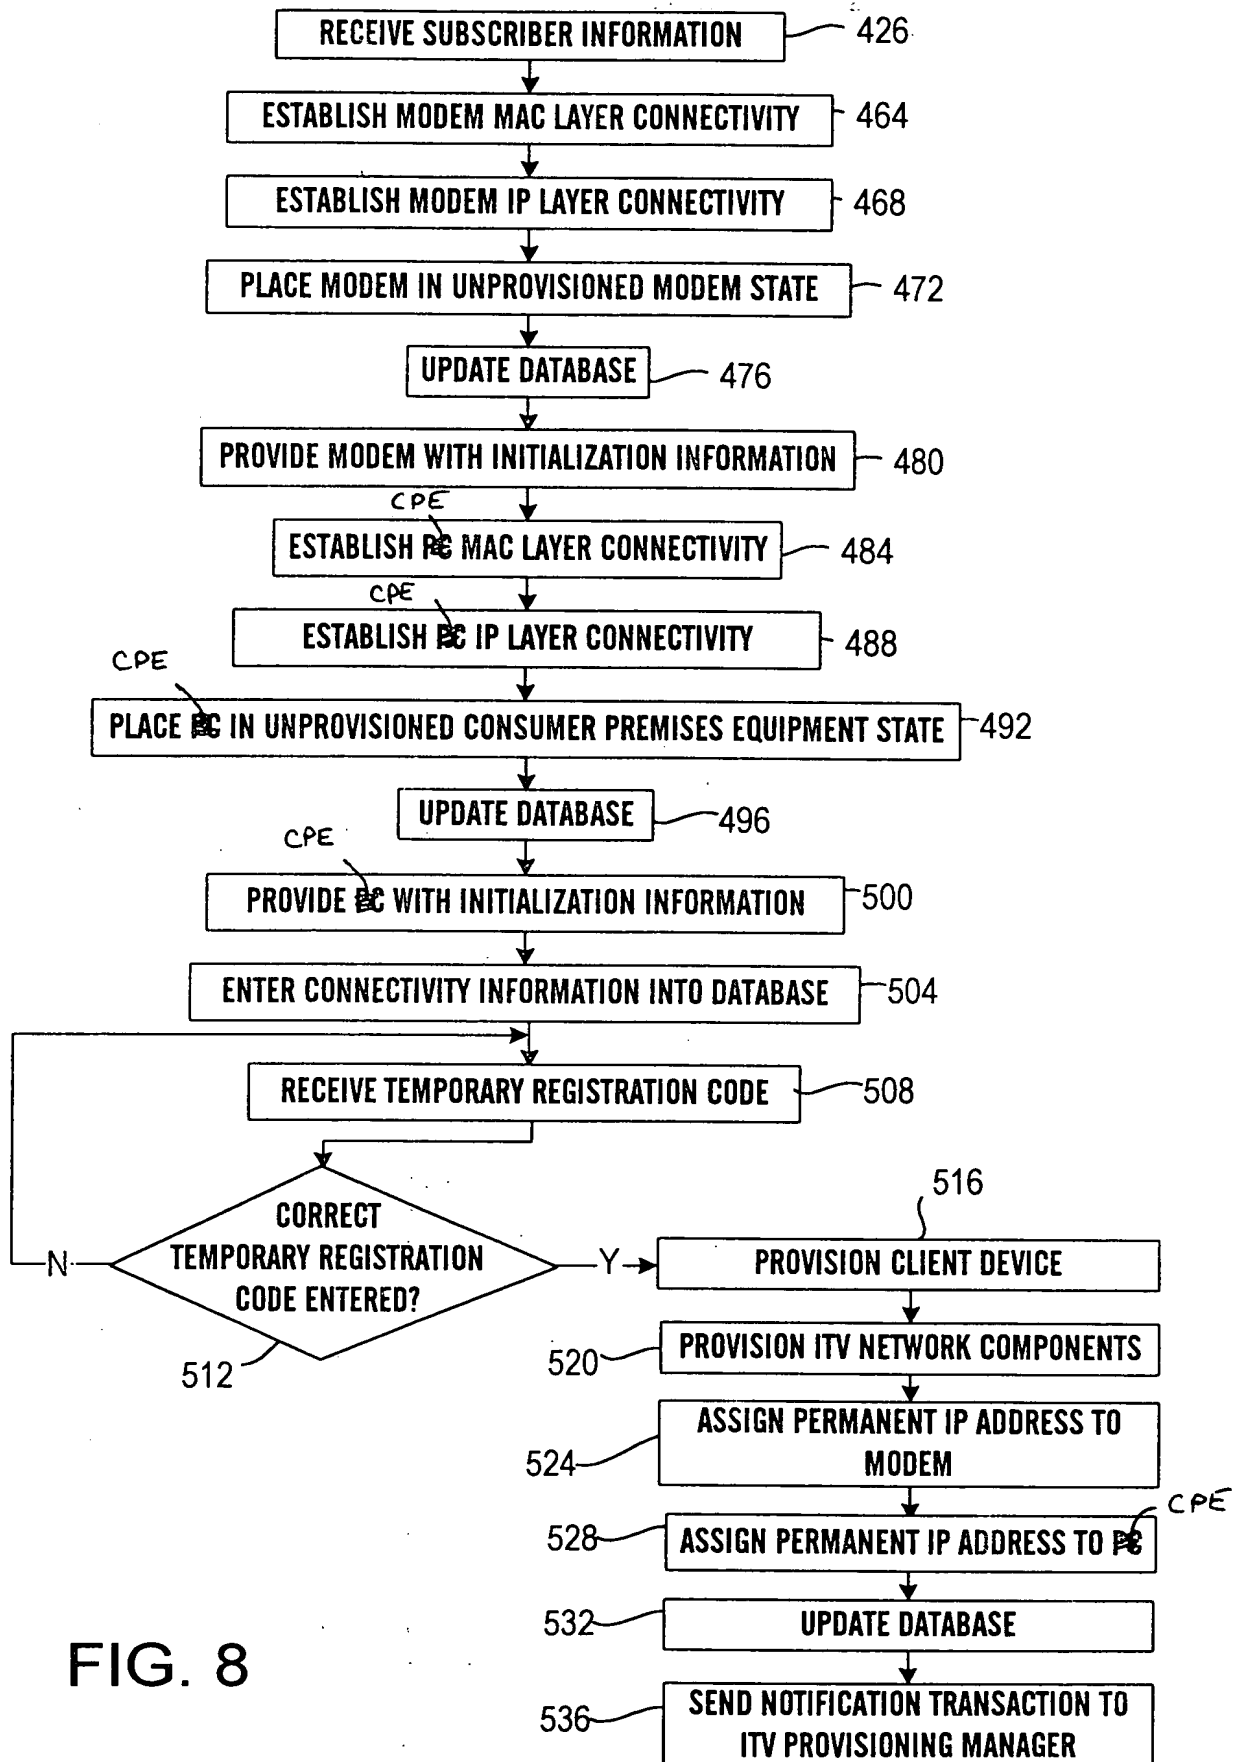 RECEIVE SUBSCRIBER INFORMATION
426
ESTABLISH MODEM MAC LAYER CONNECTIVITY
464
ESTABLISH MODEM IP LAYER CONNECTIVITY
468
PLACE MODEM IN UNPROVISIONED MODEM STATE
472
UPDATE DATABASE
476
PROVIDE MODEM WITH INITIALIZATION INFORMATION
480
CPE
ESTABLISH PC MAC LAYER CONNECTIVITY
484
CPE
ESTABLISH PC IP LAYER CONNECTIVITY
488
CPE
PLACE PC IN UNPROVISIONED CONSUMER PREMISES EQUIPMENT STATE
492
UPDATE DATABASE
496
CPE
PROVIDE PC WITH INITIALIZATION INFORMATION
500
ENTER CONNECTIVITY INFORMATION INTO DATABASE
504
RECEIVE TEMPORARY REGISTRATION CODE
508
CORRECT
TEMPORARY REGISTRATION
CODE ENTERED?
N
Y
512
516
PROVISION CLIENT DEVICE
520
PROVISION ITV NETWORK COMPONENTS
524
ASSIGN PERMANENT IP ADDRESS TO
MODEM
CPE
528
ASSIGN PERMANENT IP ADDRESS TO PC
532
UPDATE DATABASE
536
SEND NOTIFICATION TRANSACTION TO
ITV PROVISIONING MANAGER
FIG. 8